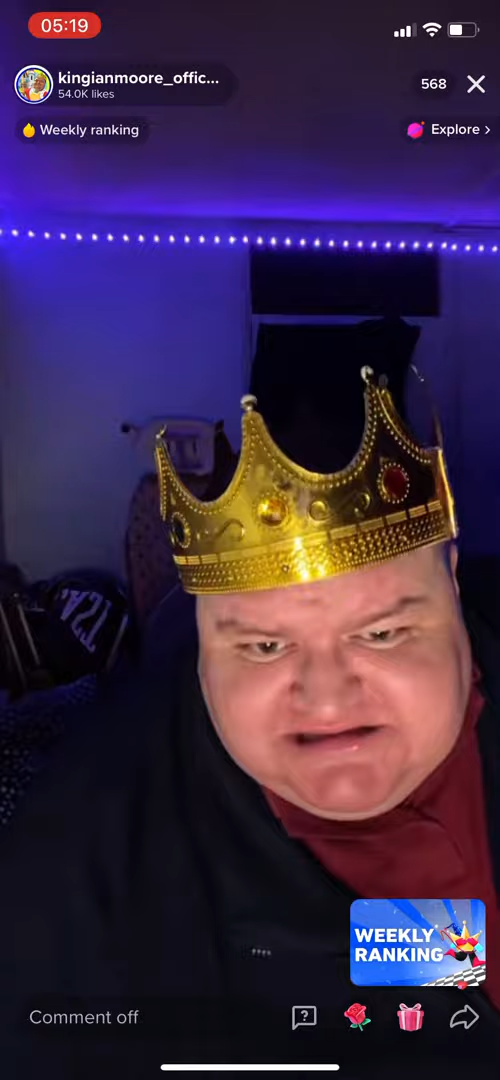 05:19
kingianmoore_offic...
54.0K likes
568
Weekly ranking
Explore >
WEEKLY
RANKING
Comment off